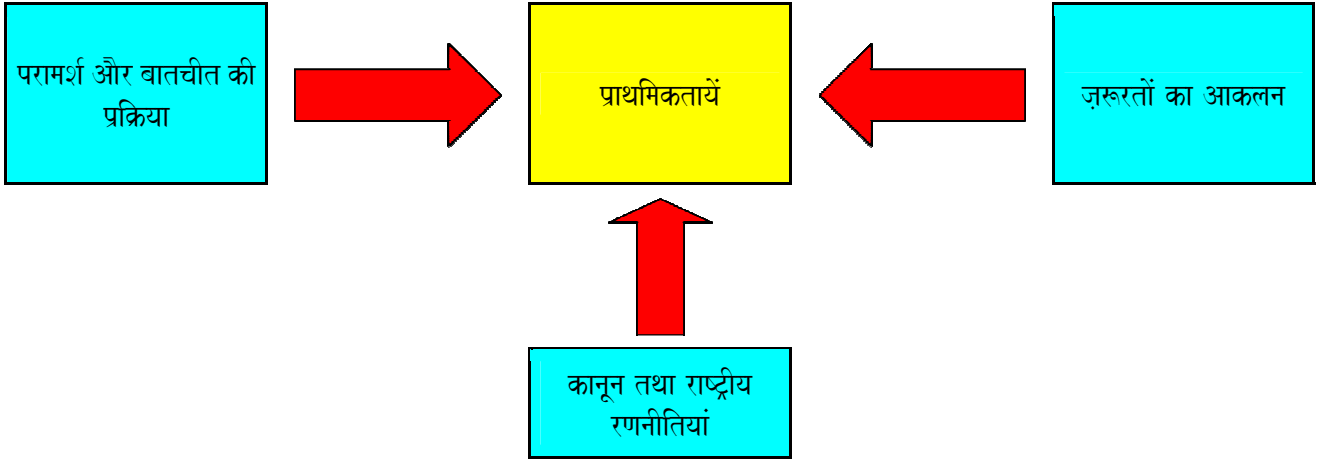 परामर्श और बातचीत की
प्रक्रिया
प्राथमिकतायें
ज़रूरतों का आकलन
कानून तथा राष्ट्रीय
रणनीतियां